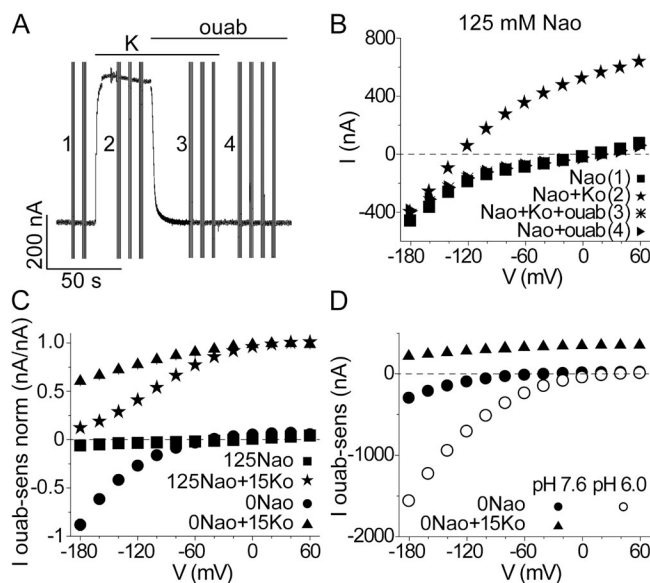 A
ouab
K
1
2
3
4
200 nA
50 s
B
125 mM Nao
I (nA)
800
400
0
-400
Nao(1)
Nao+Ko(2)
Nao+Ko+ouab(3)
Nao+ouab(4)
-180 -120 -60 0 60
V (mV)
C
I ouab-sens norm (nA/nA)
1.0
0.5
0
-0.5
-1
125Nao
125Nao+15Ko
0Nao
0Nao+15Ko
-180 -120 -60 0 60
V (mV)
D
I ouab-sens (nA)
0
-1000
-2000
pH 7.6 pH 6.0
0Nao
0Nao+15Ko
-180 -120 -60 0 60
V (mV)